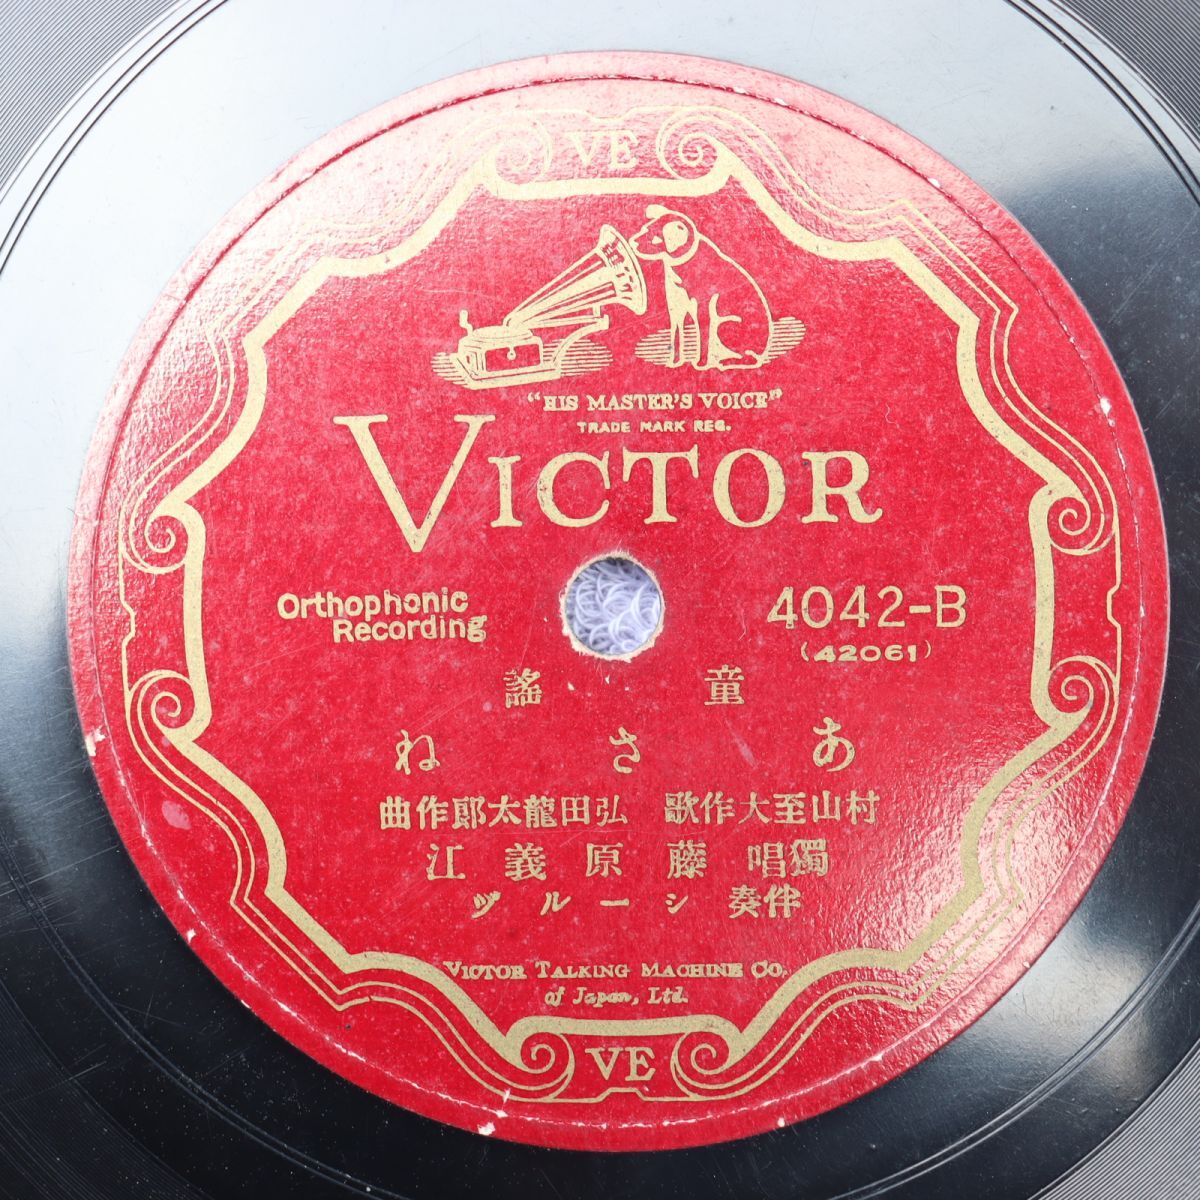 VE
"HIS MASTER'S VOICE"
TRADE MARK REG.
VICTOR
Orthophonic
Recording
4042-B
(42061)
童謠
あさね
村山至大作歌 弘田龍太郎作曲
獨唱 藤原義江
伴奏 シールヅ
VICTOR TALKING MACHINE CO.
of Japan, Ltd.
VE